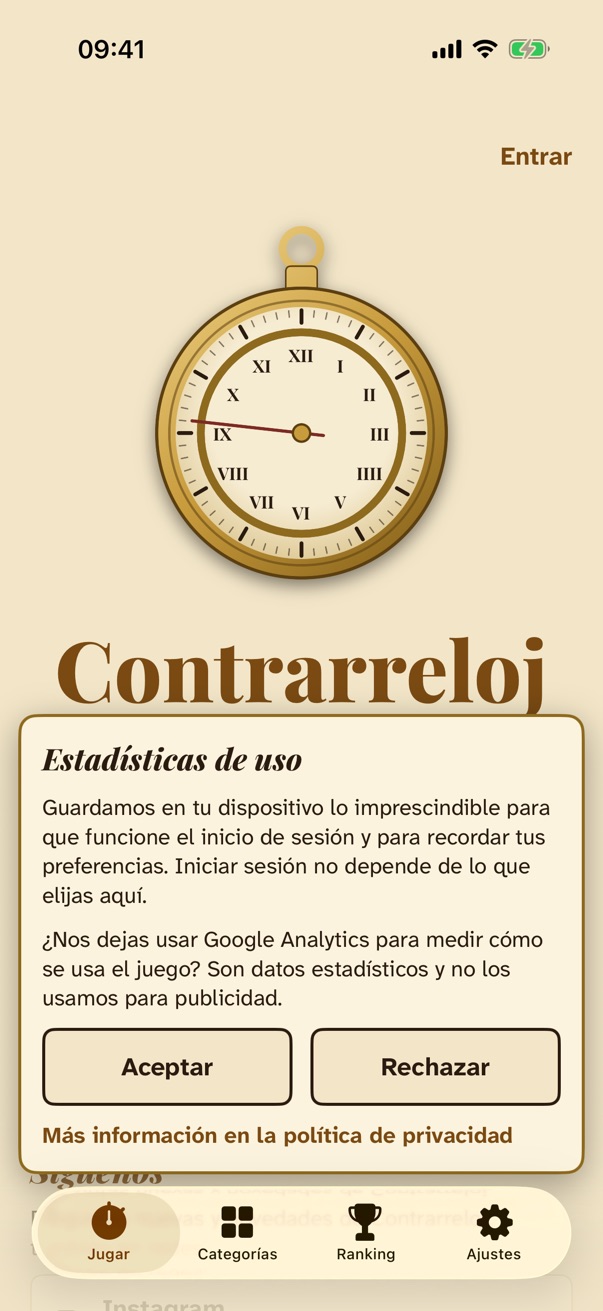 09:41
Entrar
XII
I
II
III
IIII
V
VI
VII
VIII
IX
X
XI
Contrarreloj
Estadísticas de uso
Guardamos en tu dispositivo lo imprescindible para
que funcione el inicio de sesión y para recordar tus
preferencias. Iniciar sesión no depende de lo que
elijas aquí.
¿Nos dejas usar Google Analytics para medir cómo
se usa el juego? Son datos estadísticos y no los
usamos para publicidad.
Aceptar
Rechazar
Más información en la política de privacidad
Síguenos
Jugar
Categorías
Ranking
Ajustes
Instagram